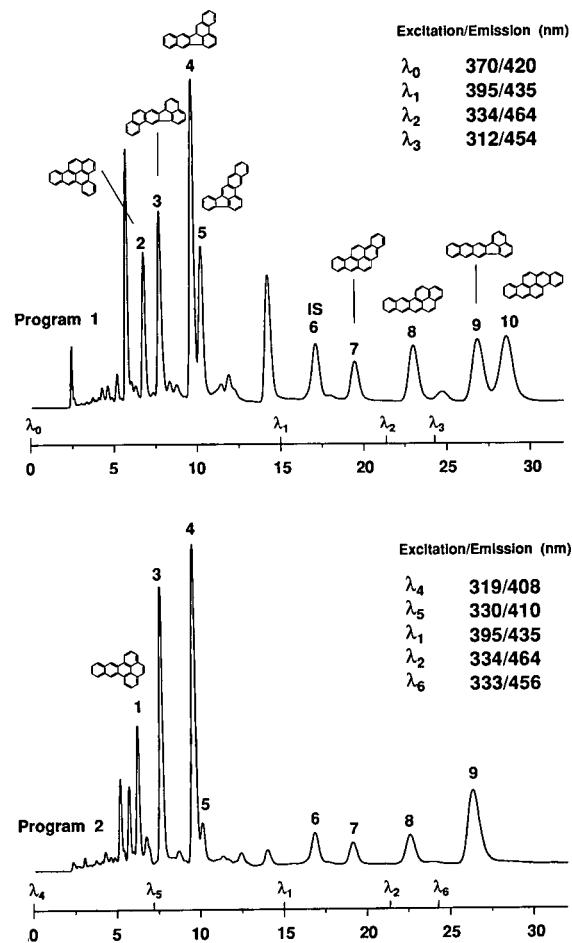 4
Excitation/Emission (nm)
λ0 370/420
λ1 395/435
λ2 334/464
λ3 312/454
3
2
5
Program 1
IS
6
7
8
9
10
λ0
λ1
λ2
λ3
0 5 10 15 20 25 30
4
Excitation/Emission (nm)
3
λ4 319/408
λ5 330/410
λ1 395/435
λ2 334/464
λ6 333/456
1
9
Program 2
5
6
7
8
λ4
λ5
λ1
λ2
λ6
.0 5 10 15 20 25 30